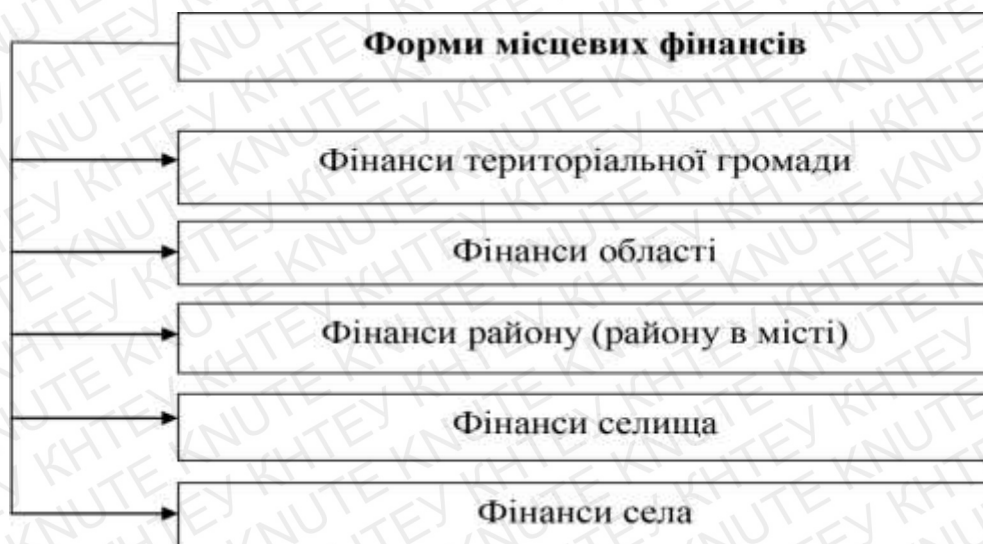 Форми місцевих фінансів
Фінанси територіальної громади
Фінанси області
Фінанси району (району в місті)
Фінанси селища
Фінанси села